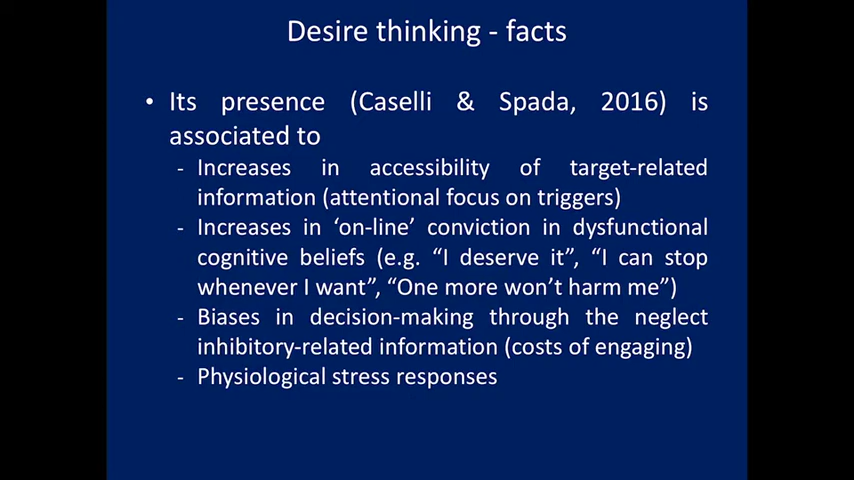 Desire thinking - facts
• Its presence (Caselli & Spada, 2016) is
associated to
- Increases in accessibility of target-related
information (attentional focus on triggers)
- Increases in ‘on-line’ conviction in dysfunctional
cognitive beliefs (e.g. “I deserve it”, “I can stop
whenever I want”, “One more won’t harm me”)
- Biases in decision-making through the neglect
inhibitory-related information (costs of engaging)
- Physiological stress responses